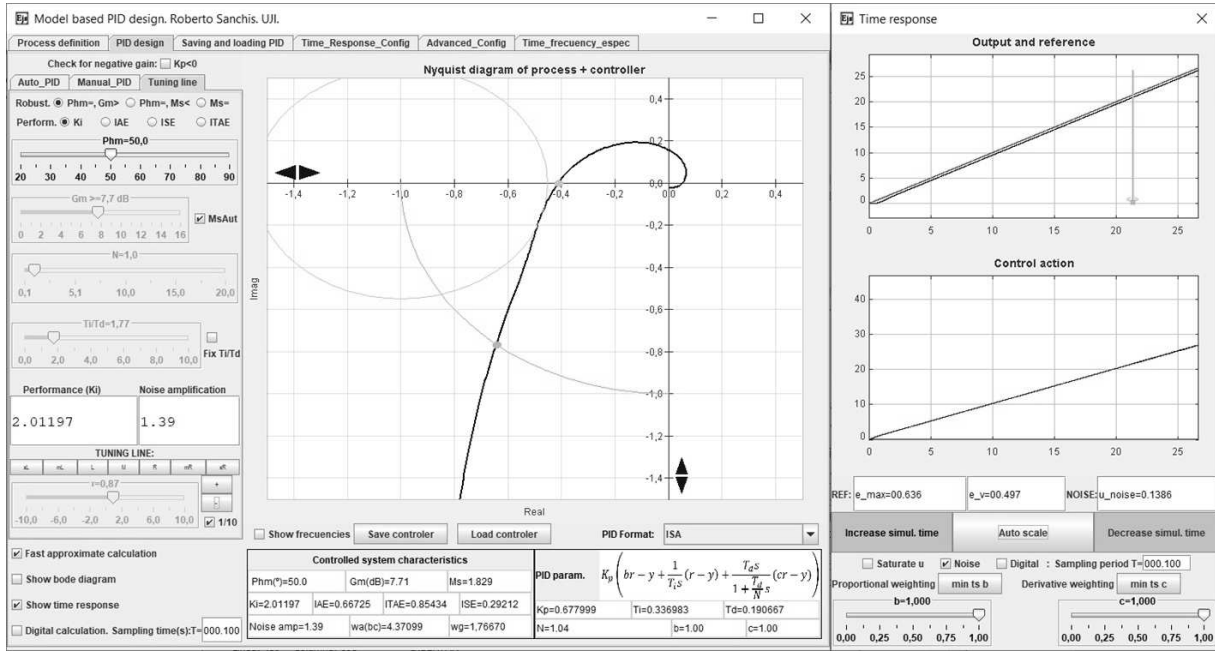 Model based PID design. Roberto Sanchis. UJI.
Process definition PID design Saving and loading PID Time_Response_Config Advanced_Config Time_frecuency_espec
Check for negative gain: Kp<0
Auto_PID Manual_PID Tuning line
Robust. Phm=, Gm> Phm=, Ms< Ms=
Perform. Ki IAE ISE ITAE
Phm=50,0
20 30 40 50 60 70 80 90
Gm >=7,7 dB
0 2 4 6 8 10 12 14 16
MsAut
N=1,0
0,1 5,1 10,0 15,0 20,0
Ti/Td=1,77
0,0 2,0 4,0 6,0 8,0 10,0
Fix Ti/Td
Performance (Ki) Noise amplification
2.01197 1.39
TUNING LINE:
L U
-10,0 -6,0 2,0 6,0 10,0
+
1/10
Fast approximate calculation
Show bode diagram
Show time response
Digital calculation. Sampling time(s):T= 000.100
Nyquist diagram of process + controller
0,4
0,2
0,0
-0,2
-0,4
-0,6
-0,8
-1,0
-1,2
-1,4
-1,4 -1,2 -1,0 -0,8 -0,6 -0,4 -0,2 0,0 0,2 0,4
Imag
Real
Show frecuencies Save controler Load controler PID Format: ISA
Controlled system characteristics
Phm(º)=50.0 Gm(dB)=7.71 Ms=1.829
Ki=2.01197 IAE=0.66725 ITAE=0.85434 ISE=0.29212
Noise amp=1.39 wa(bc)=4.37099 wg=1,76670
PID param. Kp(br − y + 1/(Ti s)(r − y) + Td s/(1 + (Td/N)s)(cr − y))
Kp=0.677999 Ti=0.336983 Td=0.190667
N=1.04 b=1.00 c=1.00
Time response
Output and reference
25
20
15
10
5
0
0 5 10 15 20 25
Control action
40
30
20
10
0
0 5 10 15 20 25
REF: e_max=00.636 e_v=00.497 NOISE: u_noise=0.1386
Increase simul. time Auto scale Decrease simul. time
Saturate u Noise Digital : Sampling period T= 000.100
Proportional weighting min ts b Derivative weighting min ts c
b=1,000 c=1,000
0,00 0,25 0,50 0,75 1,00 0,00 0,25 0,50 0,75 1,00